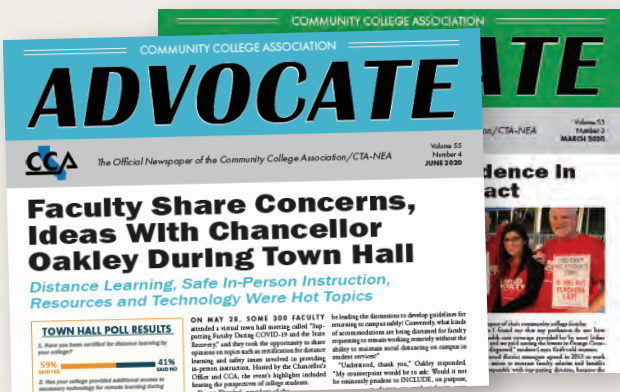 COMMUNITY COLLEGE ASSOCIATION
ADVOCATE
CCA
The Official Newspaper of the Community College Association/CTA-NEA
Volume 55
Number 4
JUNE 2020
Faculty Share Concerns,
Ideas With Chancellor
Oakley During Town Hall
Distance Learning, Safe In-Person Instruction,
Resources and Technology Were Hot Topics
TOWN HALL POLL RESULTS
1. Have you been certified for distance learning by
your college?
59%
SAID YES
41%
SAID NO
2. Has your college provided additional access to
necessary technology for remote learning during
ON MAY 28, SOME 300 FACULTY
attended a virtual town hall meeting called "Sup-
porting Faculty During COVID-19 and the State
Recovery," and they took the opportunity to share
opinions on topics such as certification for distance
learning and safety issues involved in providing
in-person instruction. Hosted by the Chancellor's
Office and CCA, the event's highlights included
hearing the perspectives of college students.
be leading the discussions to develop guidelines for
returning to campus safely? Conversely, what kinds
of accommodations are being discussed for faculty
requesting to remain working remotely without the
ability to maintain social distancing on campus in
student services?"
"Understood, thank you," Oakley responded.
"My counterpoint would be to ask: Would it not
be eminently prudent to INCLUDE, on purpose,
COMMUNITY COLLEGE ASSOCIATION
ATE
on/CTA-NEA
Volume 55
Number 3
MARCH 2020
dence In
act